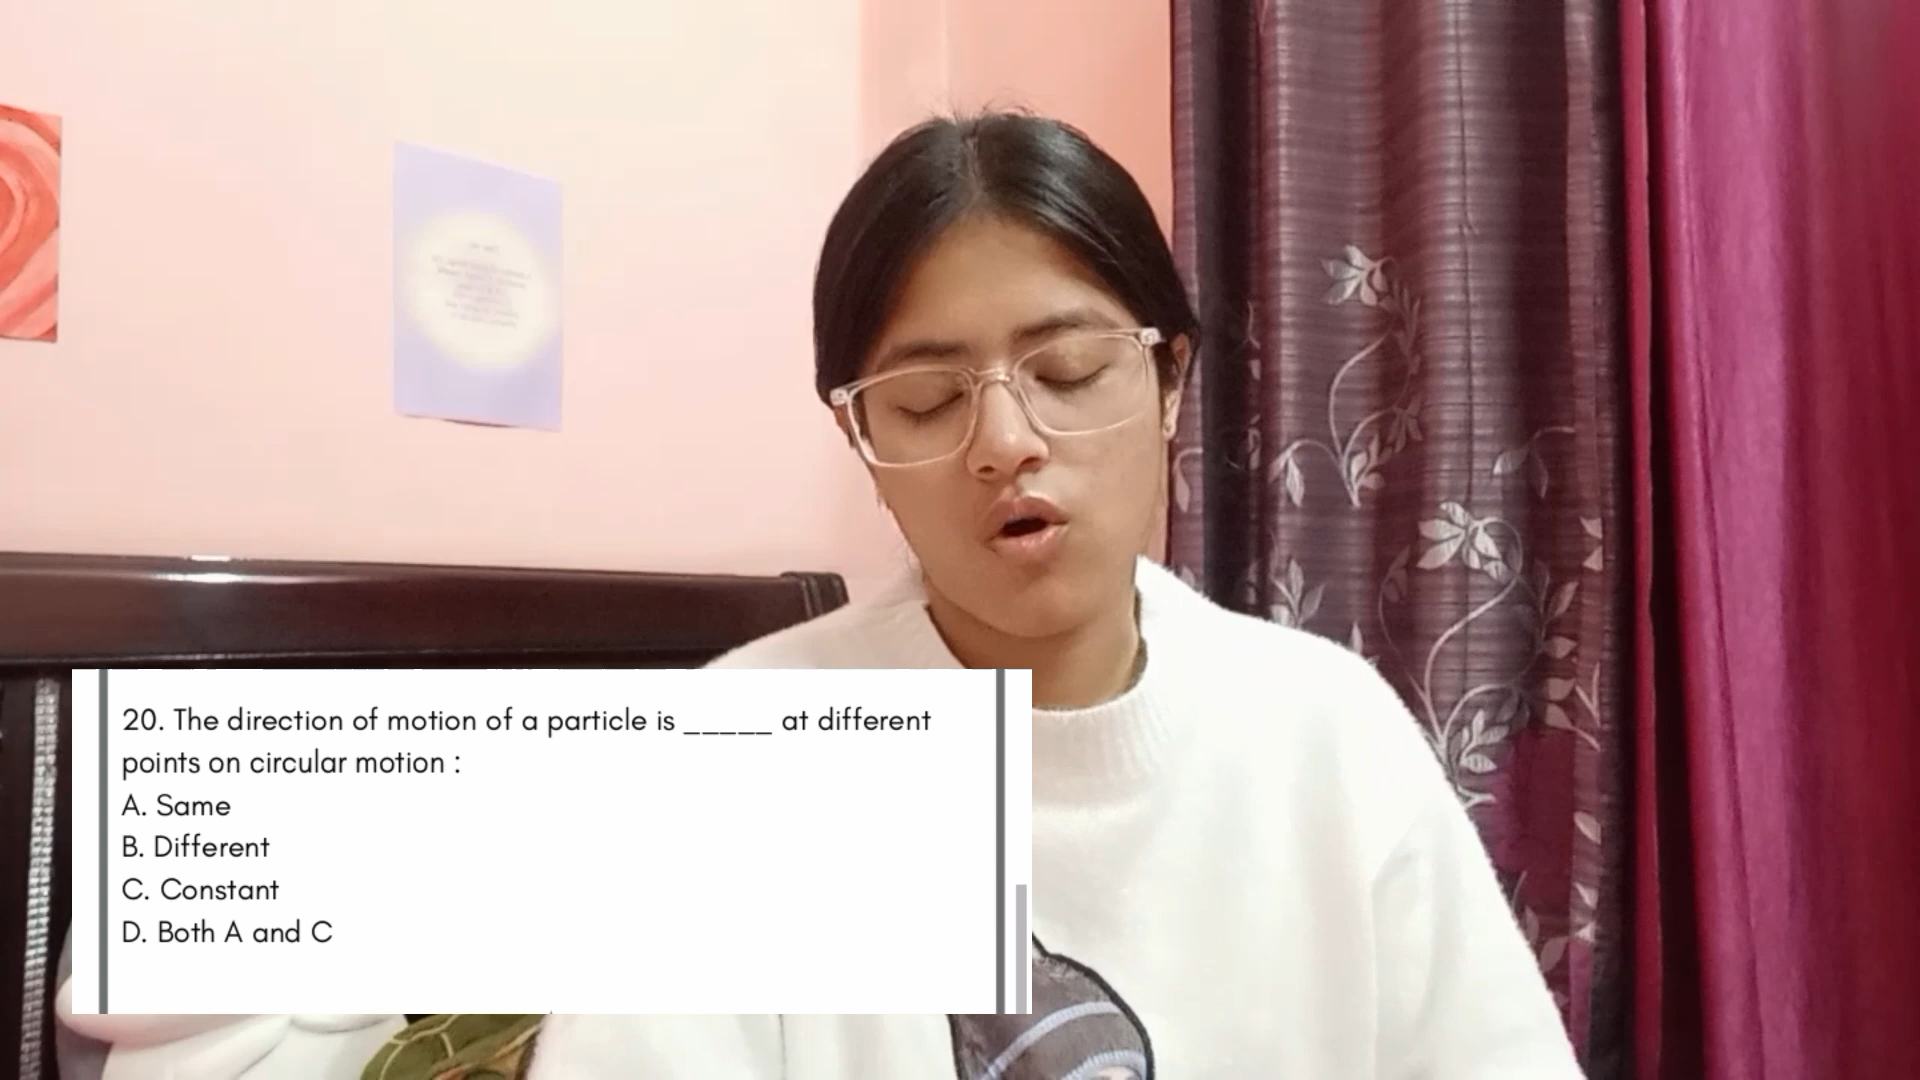 20. The direction of motion of a particle is _____ at different
points on circular motion :
A. Same
B. Different
C. Constant
D. Both A and C